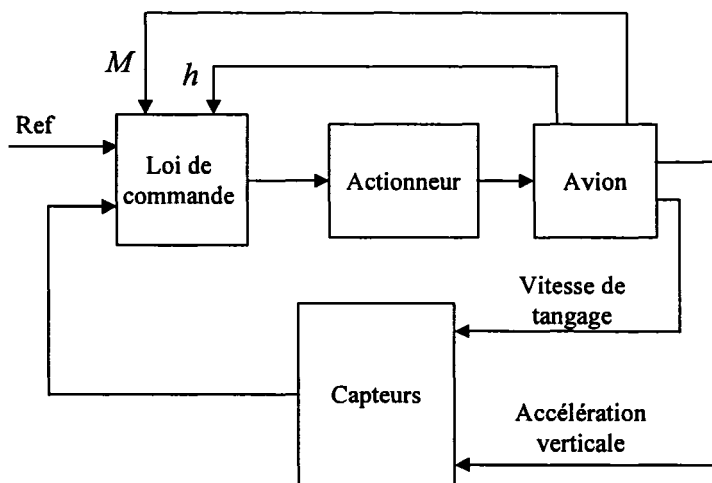 M
h
Ref
Loi de
commande
Actionneur
Avion
Vitesse de
tangage
Capteurs
Accélération
verticale